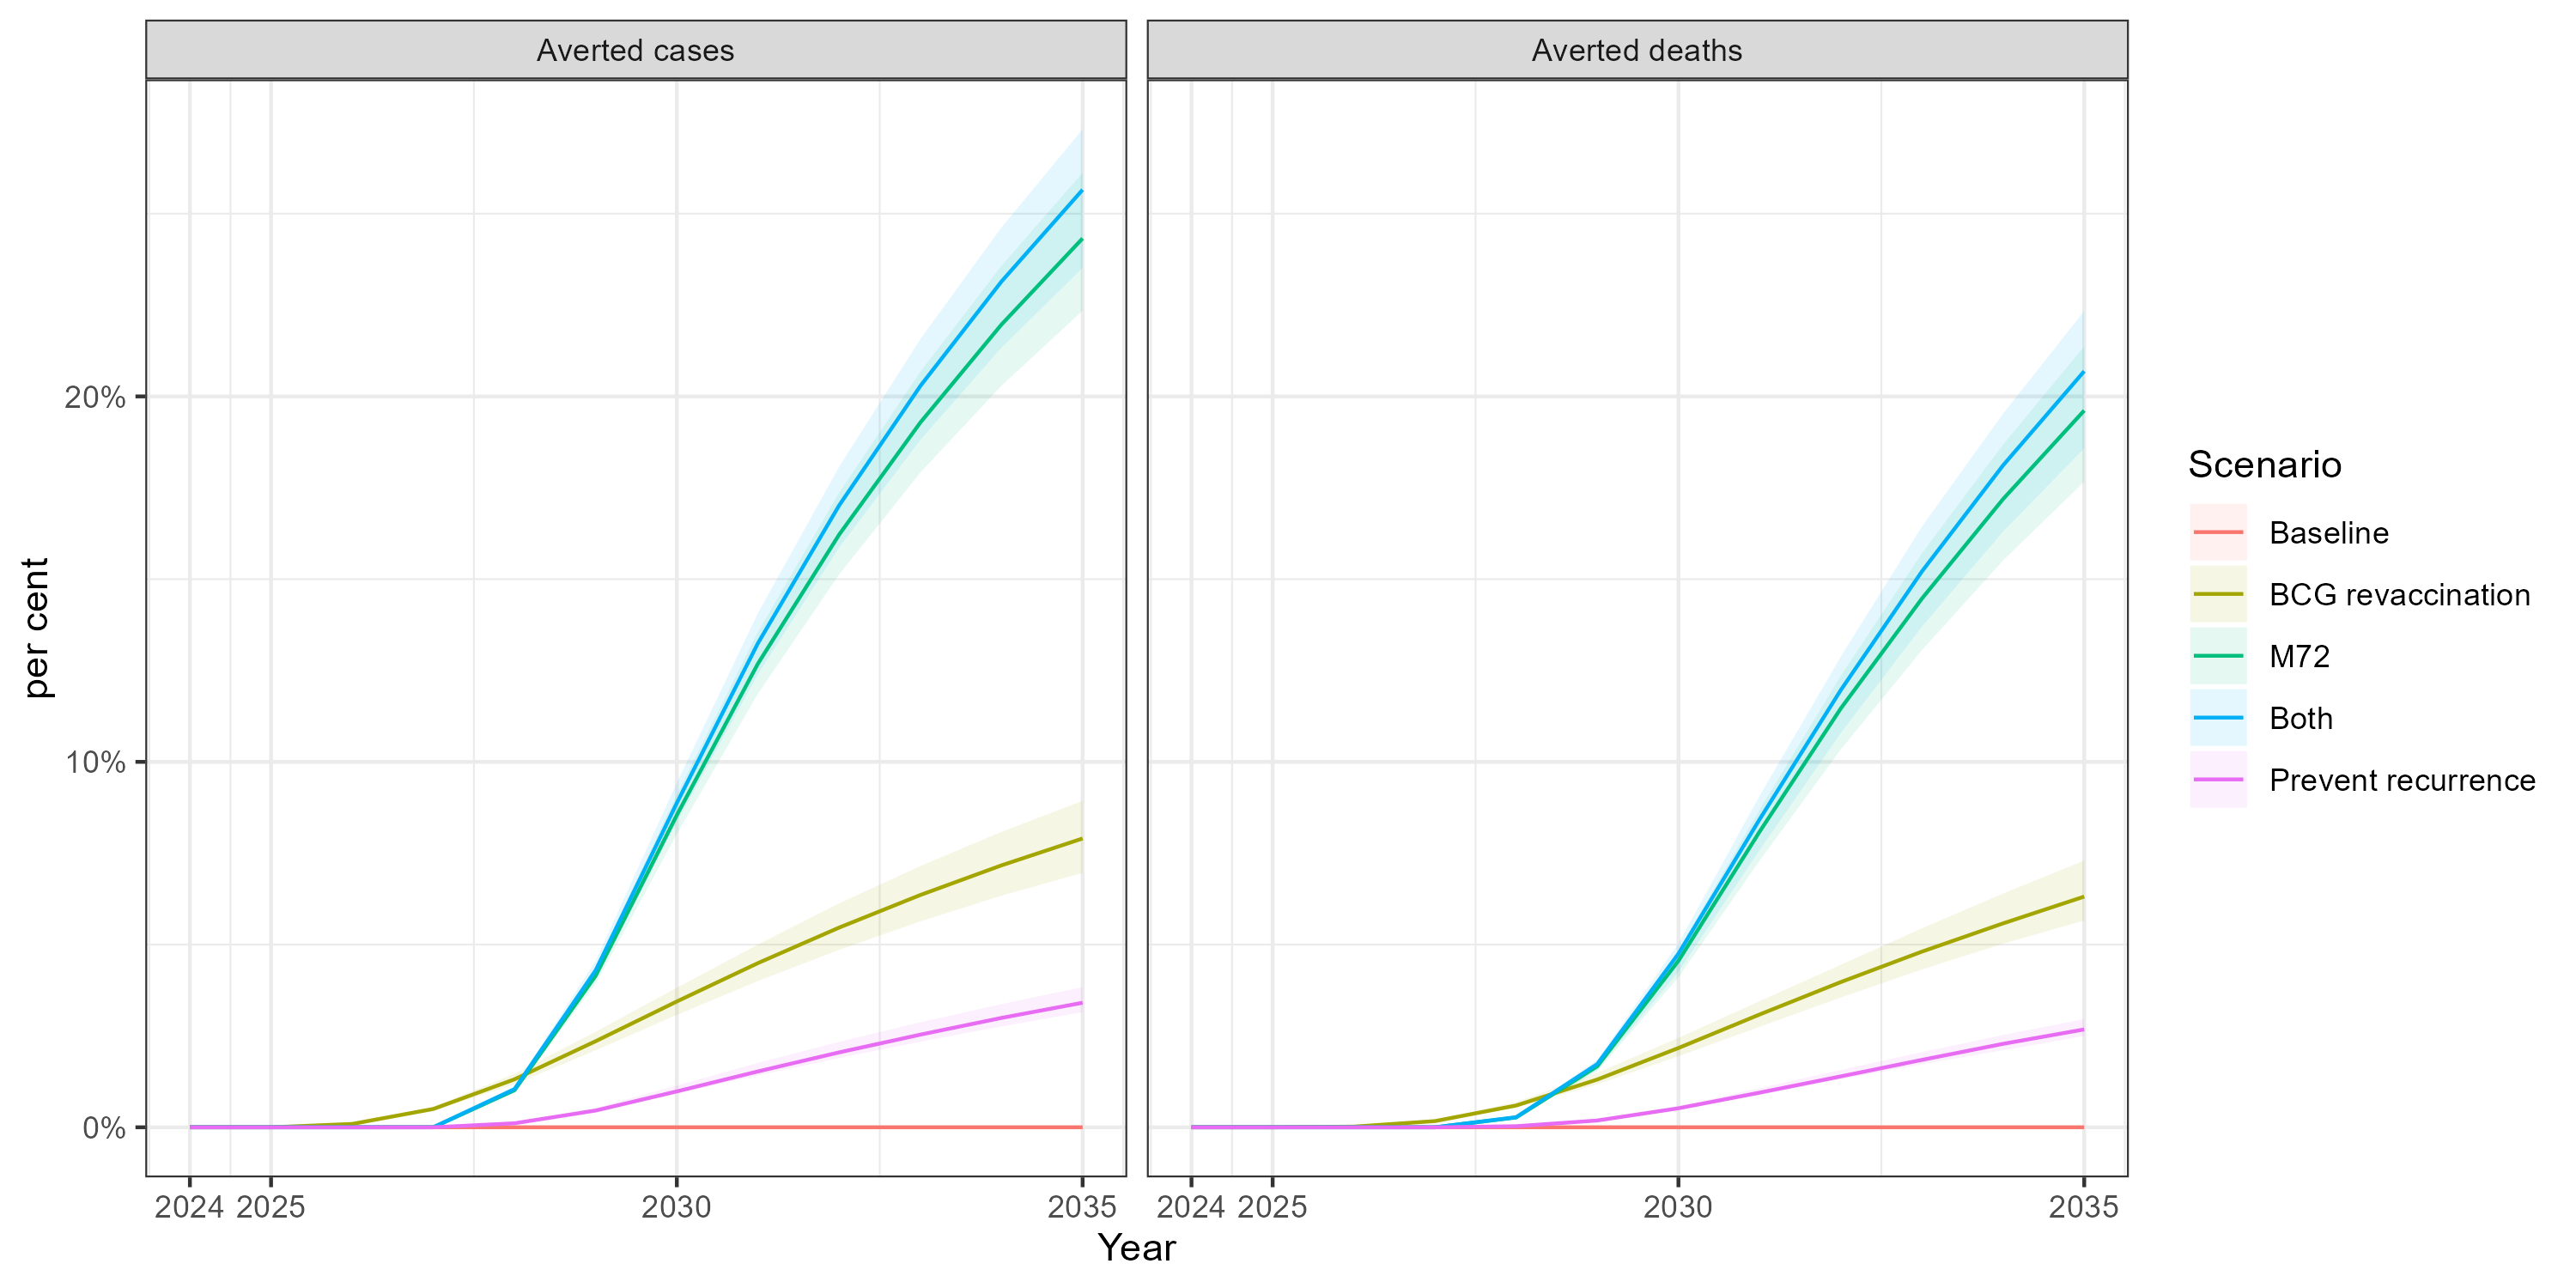 Averted cases
Averted deaths
per cent
20%
10%
0%
2024 2025 2030 2035
2024 2025 2030 2035
Year
Scenario
Baseline
BCG revaccination
M72
Both
Prevent recurrence